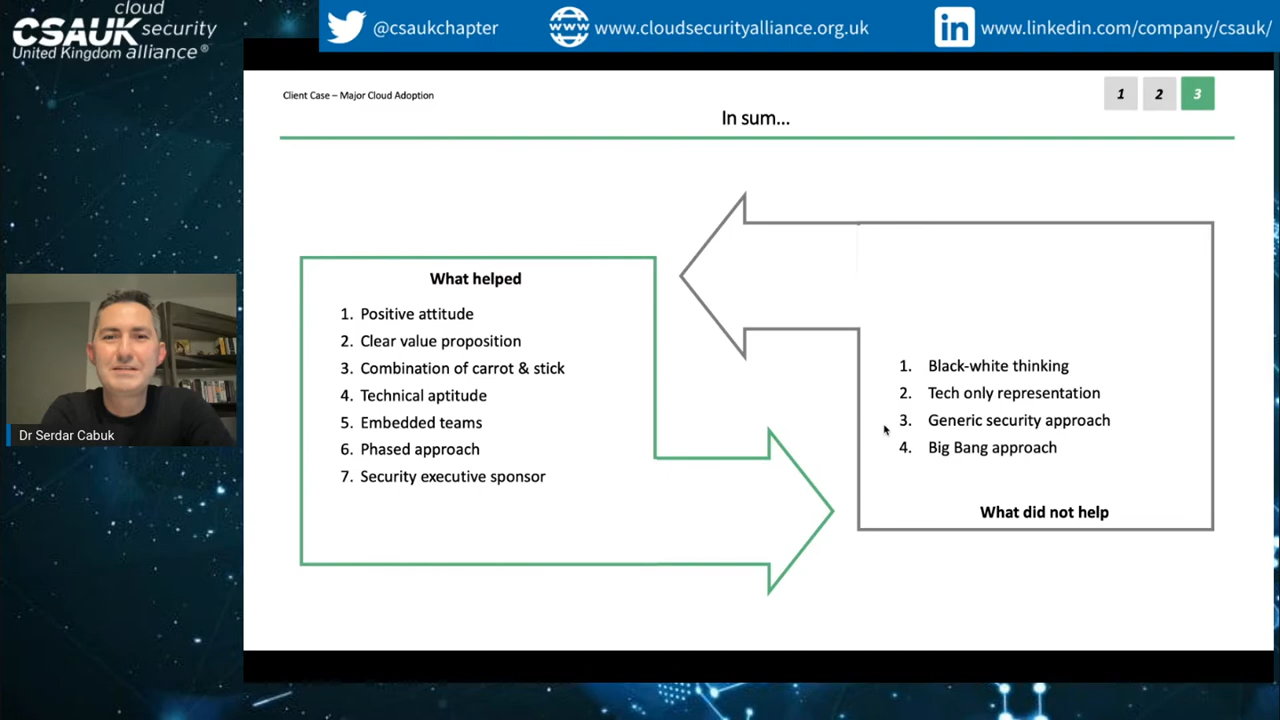 cloud
CSAUK security
United Kingdom alliance®
@csaukchapter
www.cloudsecurityalliance.org.uk
www.linkedin.com/company/csauk/
WWW
in
Client Case – Major Cloud Adoption
1 2 3
In sum...
What helped
1. Positive attitude
2. Clear value proposition
3. Combination of carrot & stick
4. Technical aptitude
5. Embedded teams
6. Phased approach
7. Security executive sponsor
1. Black-white thinking
2. Tech only representation
3. Generic security approach
4. Big Bang approach
What did not help
Dr Serdar Cabuk